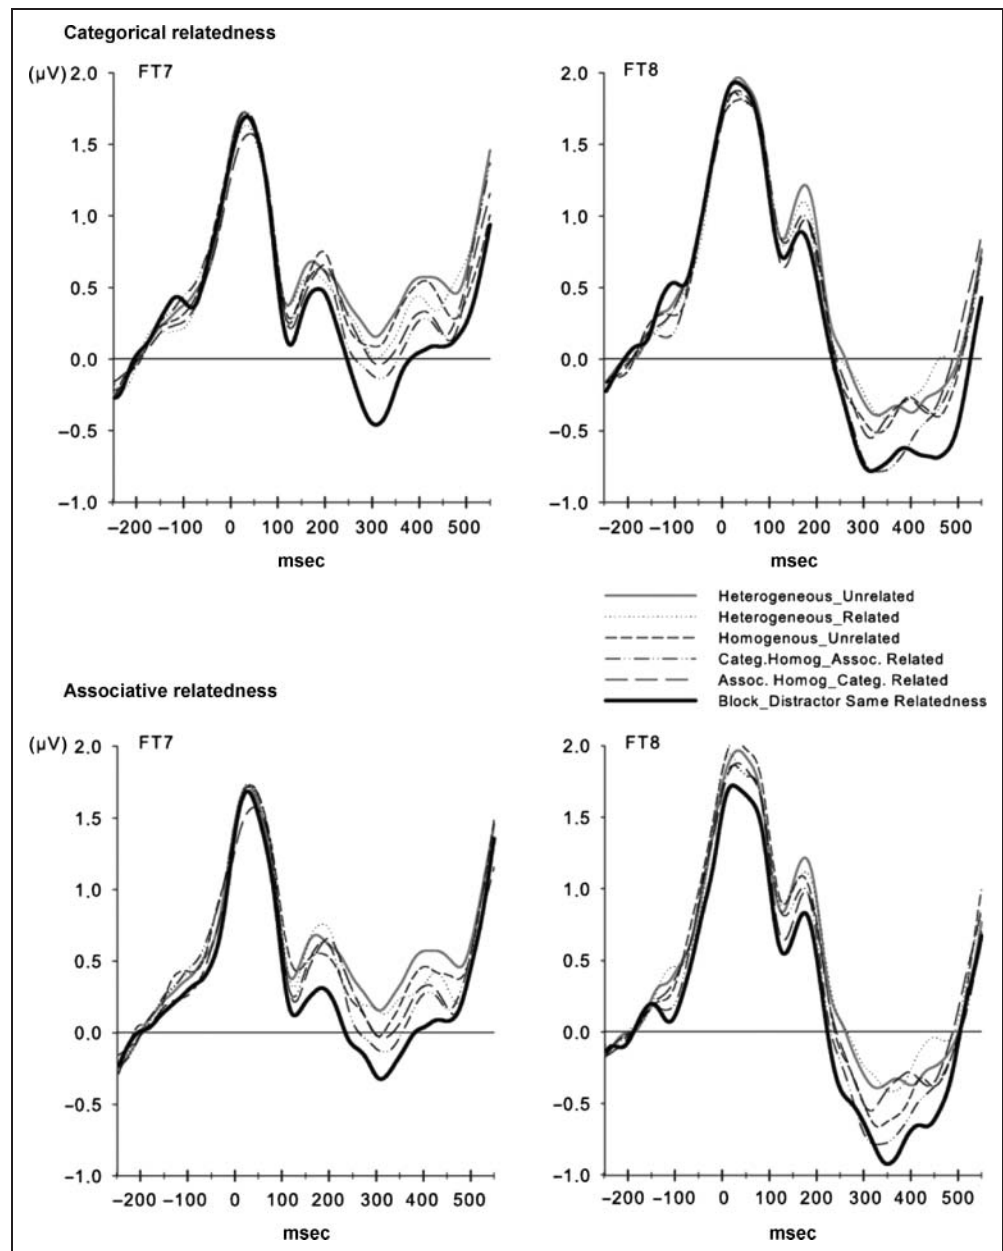 Categorical relatedness
(µV) 2.0 FT7
1.5
1.0
0.5
0.0
−0.5
−1.0
−200 −100 0 100 200 300 400 500
msec
FT8
2.0
1.5
1.0
0.5
0.0
−0.5
−1.0
−200 −100 0 100 200 300 400 500
msec
Heterogeneous_Unrelated
Heterogeneous_Related
Homogenous_Unrelated
Categ.Homog_Assoc. Related
Assoc. Homog_Categ. Related
Block_Distractor Same Relatedness
Associative relatedness
(µV) 2.0 FT7
1.5
1.0
0.5
0.0
−0.5
−1.0
−200 −100 0 100 200 300 400 500
msec
2.0 FT8
1.5
1.0
0.5
0.0
−0.5
−1.0
−200 −100 0 100 200 300 400 500
msec